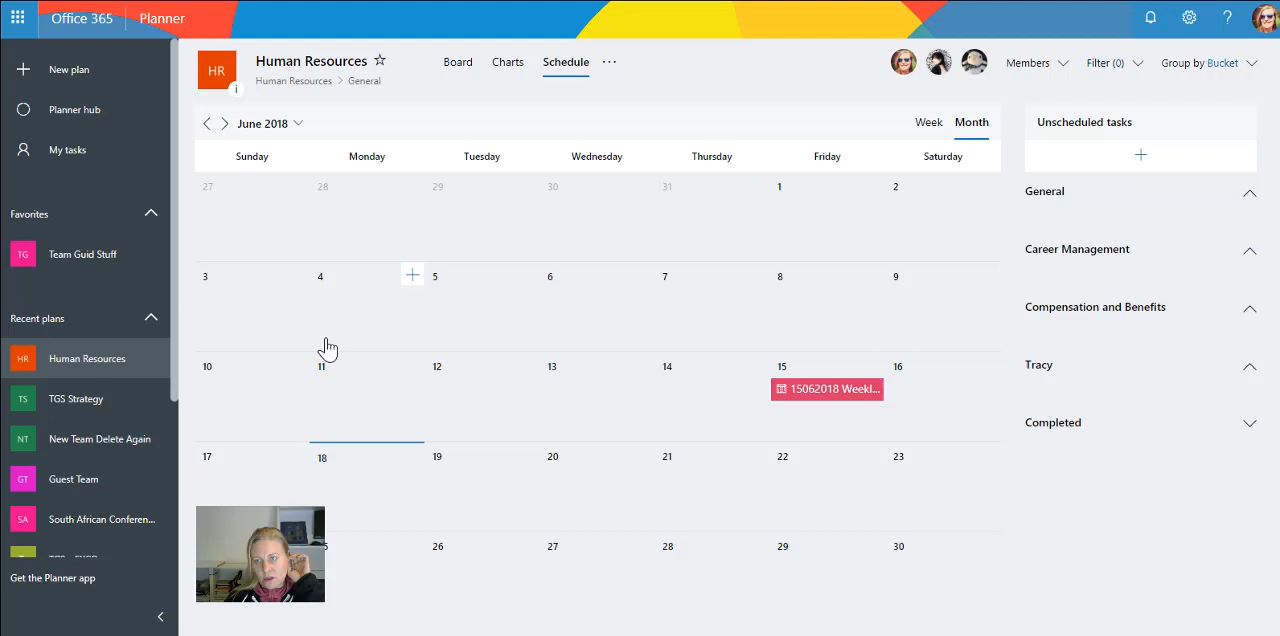 Office 365 Planner
?
New plan
Planner hub
My tasks
Favorites
TG Team Guid Stuff
Recent plans
HR Human Resources
TS TGS Strategy
NT New Team Delete Again
GT Guest Team
SA South African Conferen...
Get the Planner app
HR
i
Human Resources
Human Resources > General
Board Charts Schedule ...
Members Filter (0) Group by Bucket
June 2018
Week Month
Sunday Monday Tuesday Wednesday Thursday Friday Saturday
27 28 29 30 31 1 2
3 4 5 6 7 8 9
10 11 12 13 14 15 16
15062018 Weekl...
17 18 19 20 21 22 23
26 27 28 29 30
Unscheduled tasks
General
Career Management
Compensation and Benefits
Tracy
Completed